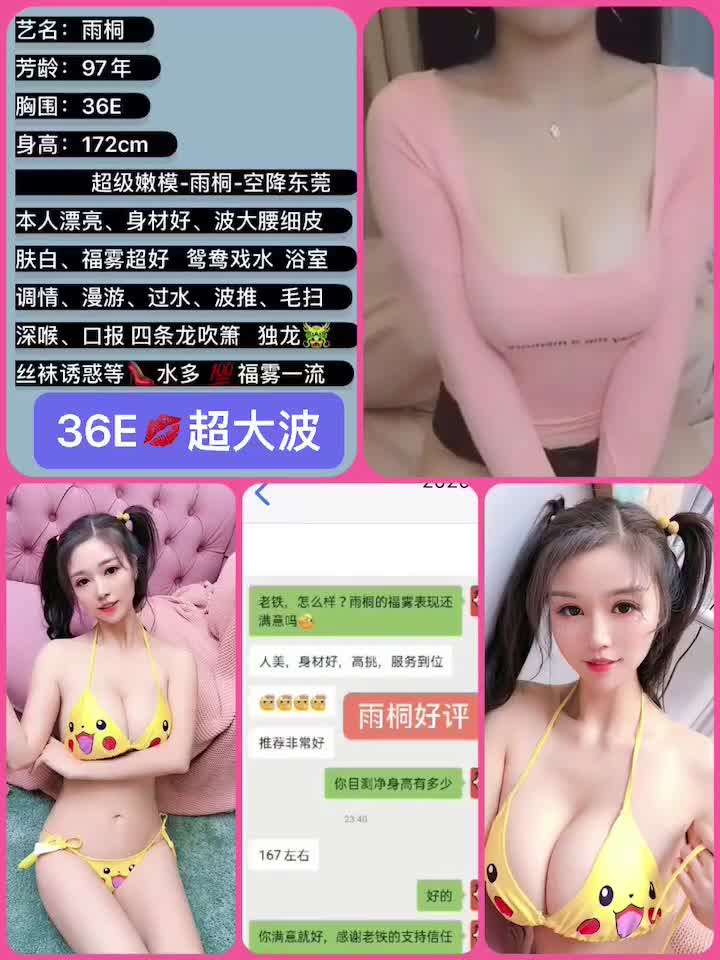 艺名：雨桐
芳龄：97年
胸围：36E
身高：172cm
超级嫩模-雨桐-空降东莞
本人漂亮、身材好、波大腰细皮
肤白、福雾超好 鸳鸯戏水 浴室
调情、漫游、过水、波推、毛扫
深喉、口报 四条龙吹箫 独龙🐲
丝袜诱惑等👠水多 💯福雾一流
36E💋超大波
老铁，怎么样？雨桐的福雾表现还
满意吗
人美，身材好，高挑，服务到位
雨桐好评
推荐非常好
你目测净身高有多少
23:40
167左右
好的
你满意就好，感谢老铁的支持信任